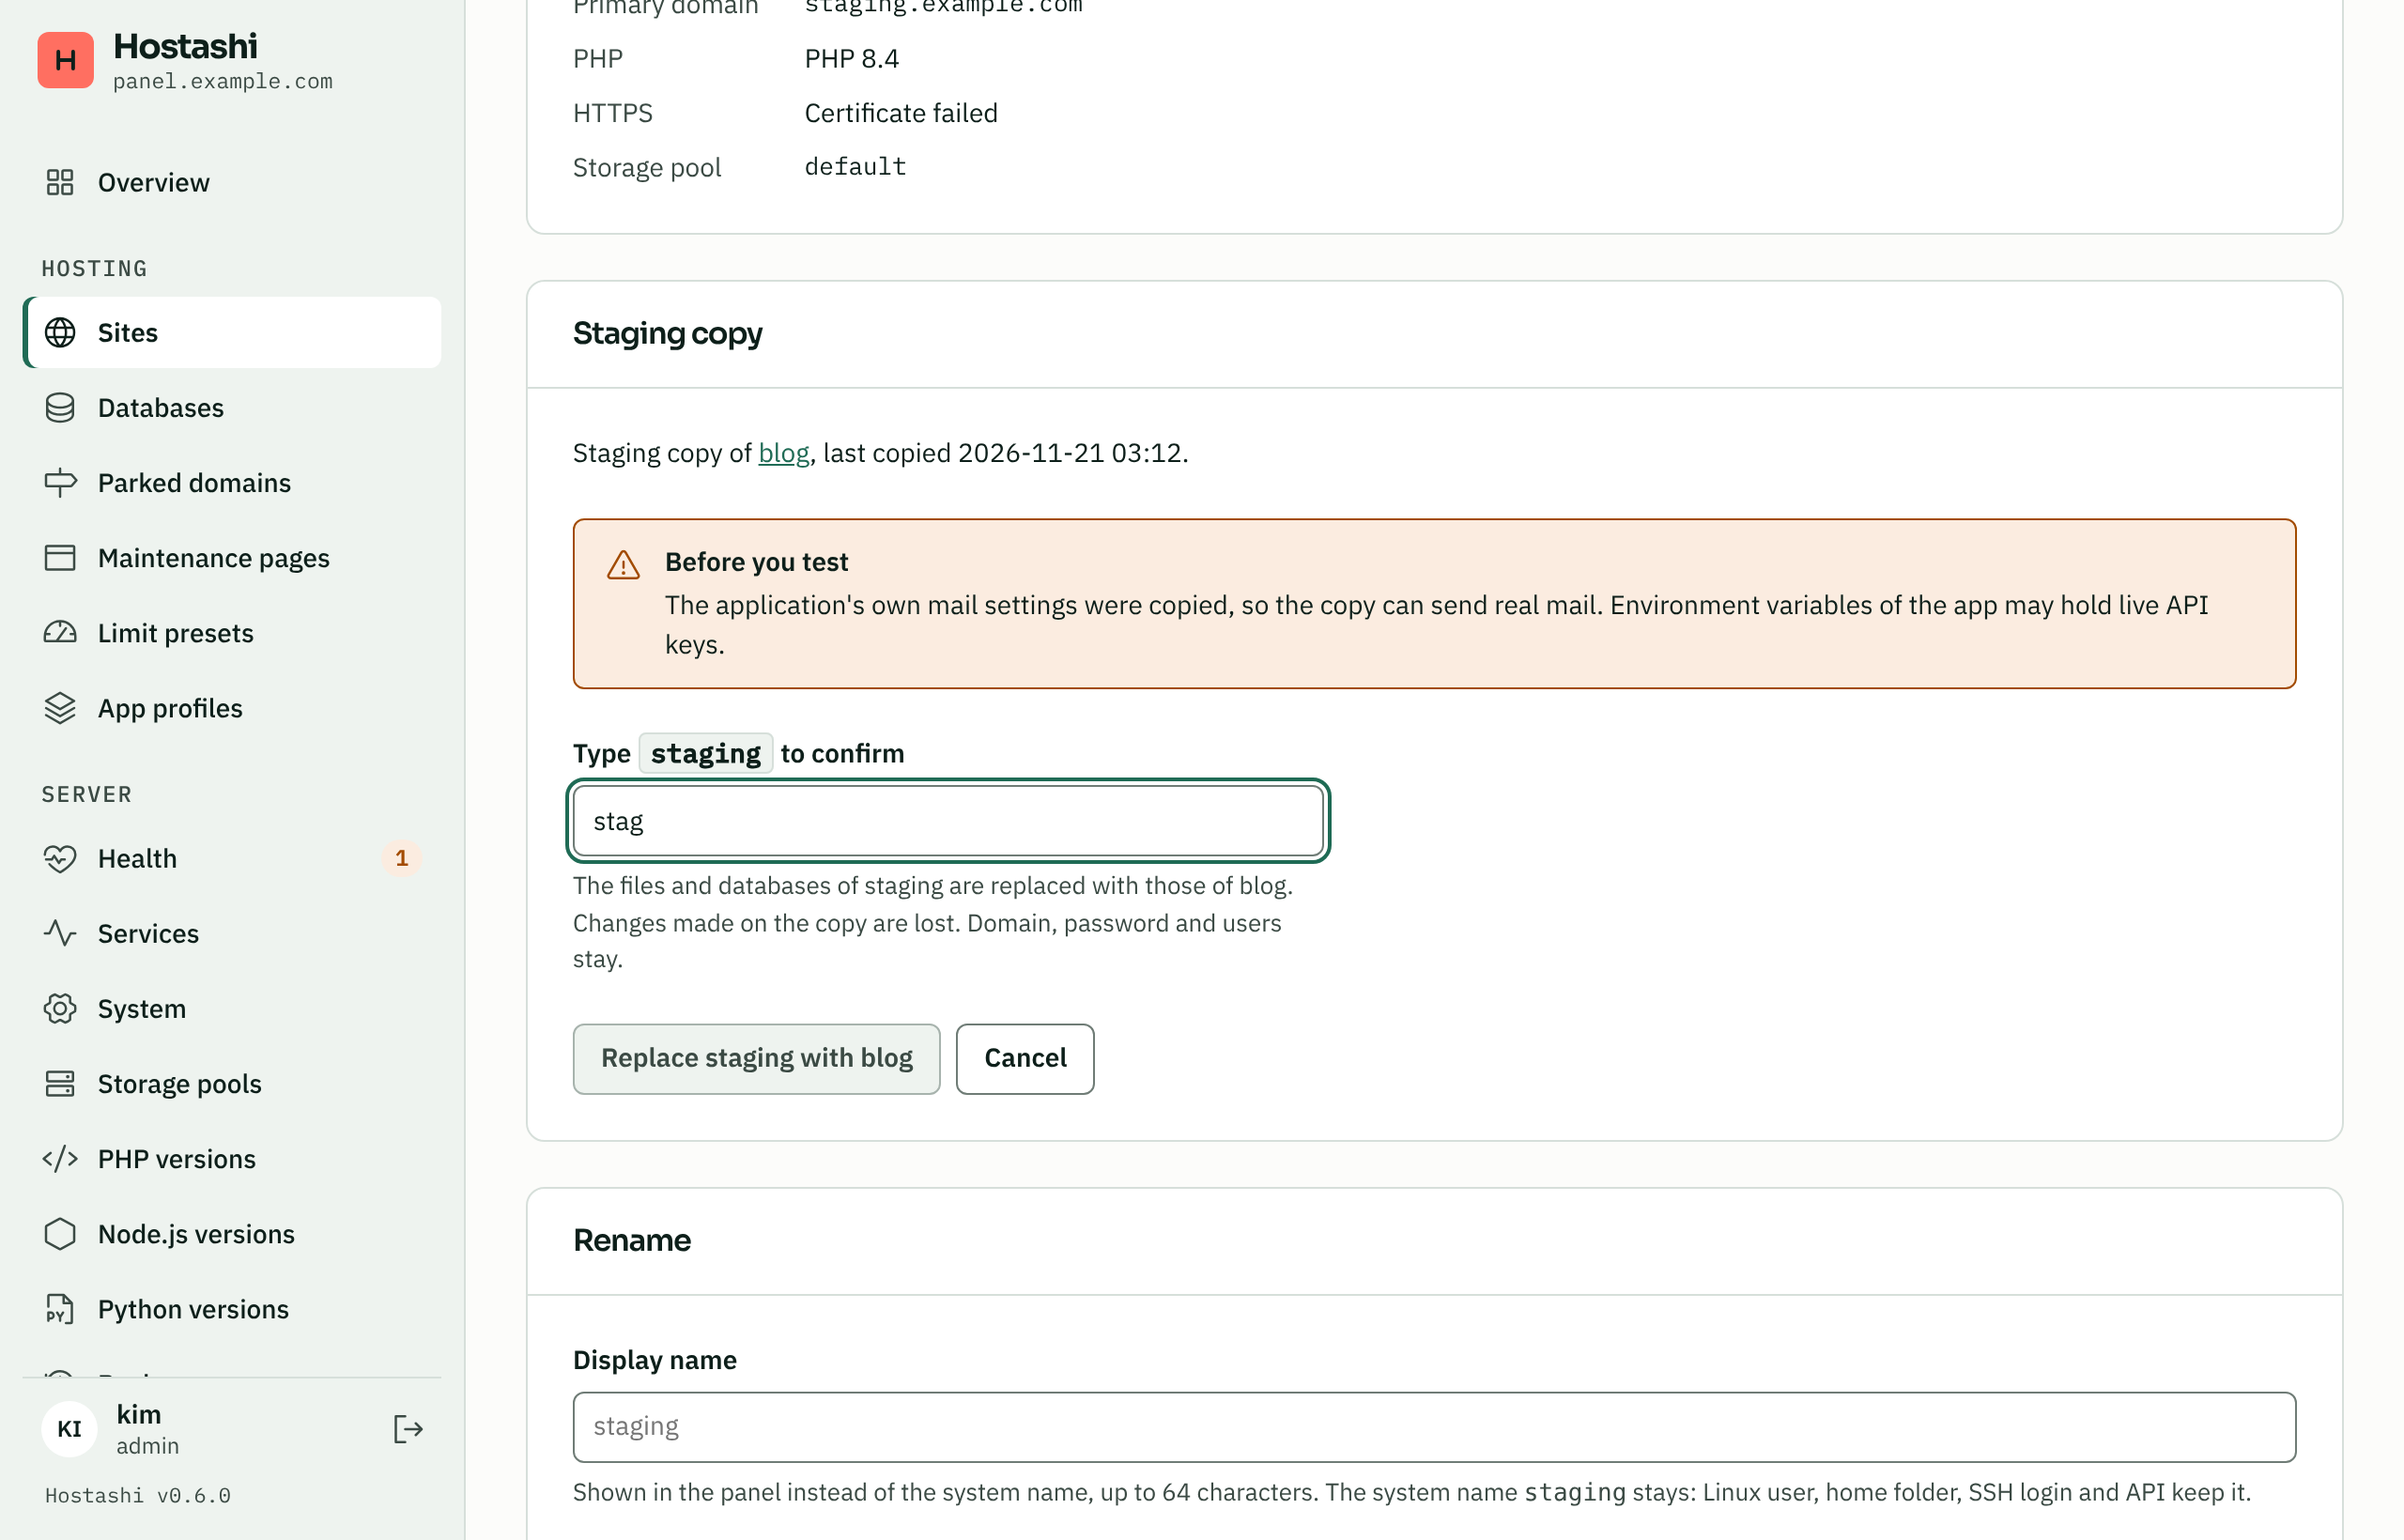 H
Hostashi
panel.example.com
Overview
HOSTING
Sites
Databases
Parked domains
Maintenance pages
Limit presets
App profiles
SERVER
Health 1
Services
System
Storage pools
PHP versions
Node.js versions
PY Python versions
KI
kim
admin
Hostashi v0.6.0
Primary domain staging.example.com
PHP PHP 8.4
HTTPS Certificate failed
Storage pool default
Staging copy
Staging copy of blog, last copied 2026-11-21 03:12.
Before you test
The application's own mail settings were copied, so the copy can send real mail. Environment variables of the app may hold live API
keys.
Type staging to confirm
stag
The files and databases of staging are replaced with those of blog.
Changes made on the copy are lost. Domain, password and users
stay.
Replace staging with blog Cancel
Rename
Display name
staging
Shown in the panel instead of the system name, up to 64 characters. The system name staging stays: Linux user, home folder, SSH login and API keep it.